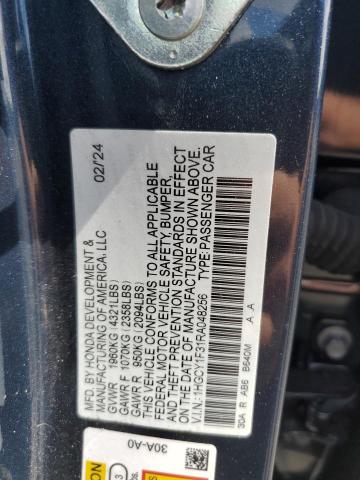 MFD BY HONDA DEVELOPMENT & 02/24
MANUFACTURING OF AMERICA, LLC
GVWR 1960KG (4321LBS)
GAWR F 1070KG (2358LBS)
GAWR R 950KG (2094LBS)
THIS VEHICLE CONFORMS TO ALL APPLICABLE
FEDERAL MOTOR VEHICLE SAFETY, BUMPER,
AND THEFT PREVENTION STANDARDS IN EFFECT
ON THE DATE OF MANUFACTURE SHOWN ABOVE.
V.I.N.: 1HGCY1F31RA048256 TYPE:PASSENGER CAR
A A
30A R AB6 B640M
30A-A0
3